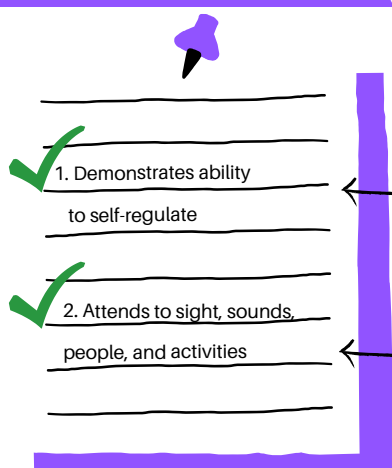 1. Demonstrates ability
to self-regulate
2. Attends to sight, sounds,
people, and activities